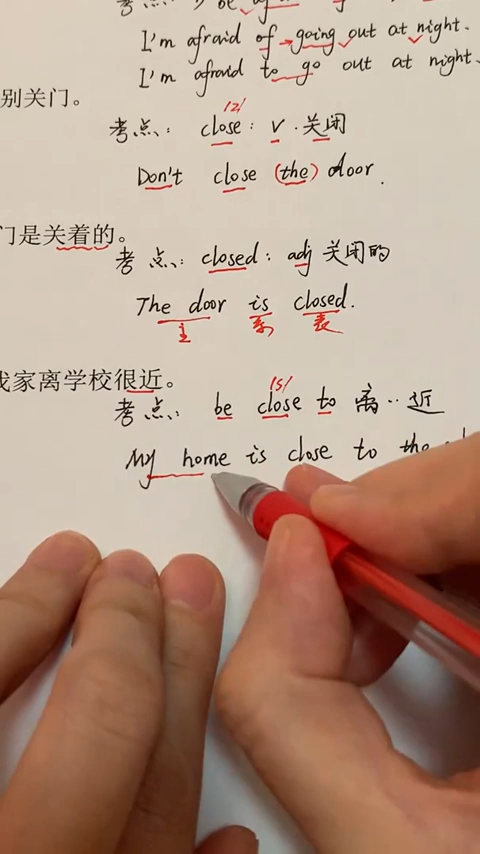 I'm afraid of going out at night.
I'm afraid to go out at night.
别关门。
/z/
考点: close: v. 关闭
Don't close (the) door.
门是关着的。
考点: closed: adj 关闭的
The door is closed.
主 系 表
我家离学校很近。
/s/
考点: be close to 离··近
My home is close to the